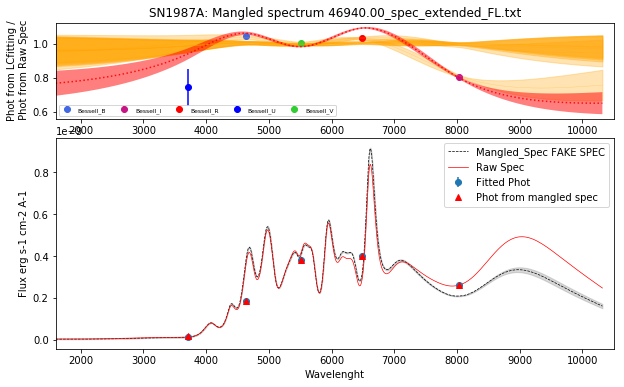 SN1987A: Mangled spectrum 46940.00_spec_extended_FL.txt
Phot from LCfitting /
Phot from Raw Spec
1.0
0.8
0.6
Bessell_B
Bessell_I
Bessell_R
Bessell_U
Bessell_V
2000 3000 4000 5000 6000 7000 8000 9000 10000
Flux erg s-1 cm-2 A-1
0.8
0.6
0.4
0.2
0.0
Mangled_Spec FAKE SPEC
Raw Spec
Fitted Phot
Phot from mangled spec
2000 3000 4000 5000 6000 7000 8000 9000 10000
Wavelenght